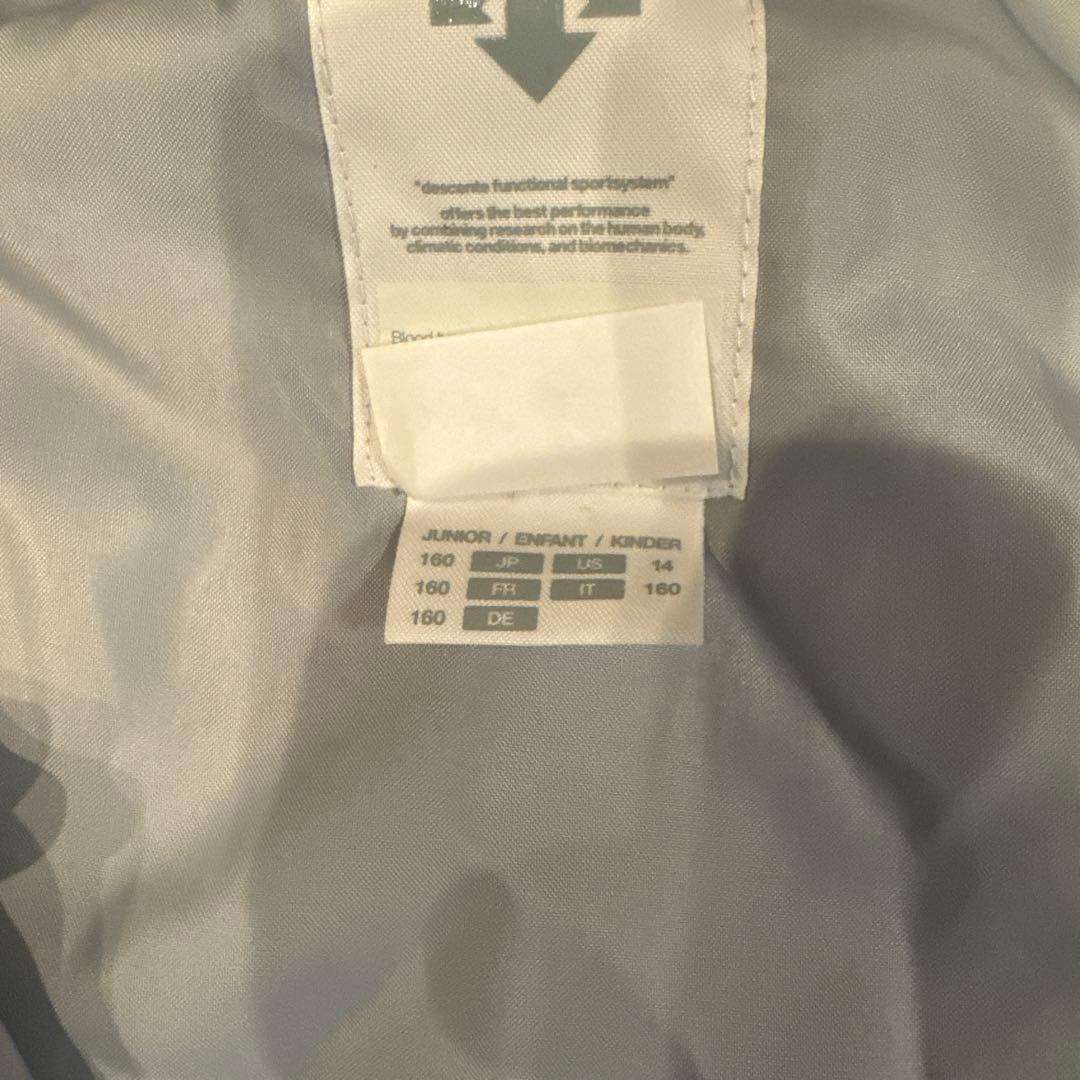 "descente functional sportsystem"
offers the best performance
by combining research on the human body,
climatic conditions, and biomechanics.
Blood
JUNIOR / ENFANT / KINDER
160 JP US 14
160 FR IT 160
160 DE